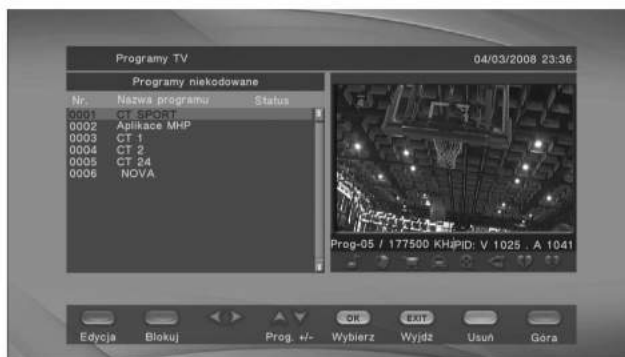 Programy TV 04/03/2008 23:36
Programy niekodowane
Nr. Nazwa programu Status
0001 CT SPORT
0002 Aplikace MHP
0003 CT 1
0004 CT 2
0005 CT 24
0006 NOVA
Prog-05 / 177500 KHz PID: V 1025 . A 1041
OK EXIT
Edycja Blokuj Prog. +/- Wybierz Wyjdź Usuń Góra